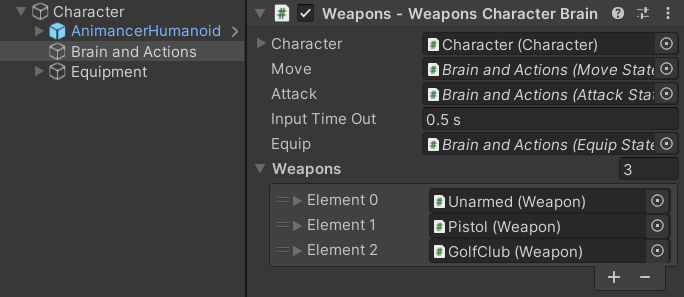 Character
AnimancerHumanoid
Brain and Actions
Equipment
Weapons - Weapons Character Brain
Character Character (Character)
Move Brain and Actions (Move State
Attack Brain and Actions (Attack Stat
Input Time Out 0.5 s
Equip Brain and Actions (Equip State
Weapons 3
Element 0 Unarmed (Weapon)
Element 1 Pistol (Weapon)
Element 2 GolfClub (Weapon)